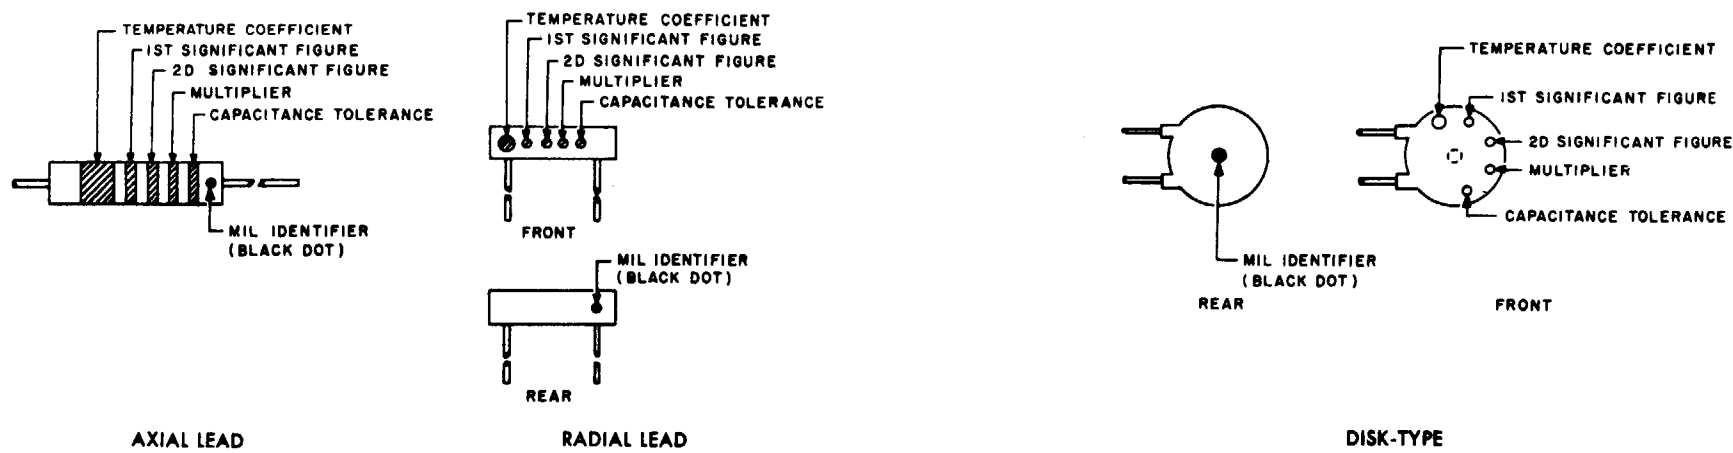 TEMPERATURE COEFFICIENT
1ST SIGNIFICANT FIGURE
2D SIGNIFICANT FIGURE
MULTIPLIER
CAPACITANCE TOLERANCE
MIL IDENTIFIER
(BLACK DOT)
AXIAL LEAD
TEMPERATURE COEFFICIENT
1ST SIGNIFICANT FIGURE
2D SIGNIFICANT FIGURE
MULTIPLIER
CAPACITANCE TOLERANCE
FRONT
MIL IDENTIFIER
(BLACK DOT)
REAR
RADIAL LEAD
MIL IDENTIFIER
(BLACK DOT)
REAR
TEMPERATURE COEFFICIENT
1ST SIGNIFICANT FIGURE
2D SIGNIFICANT FIGURE
MULTIPLIER
CAPACITANCE TOLERANCE
FRONT
DISK-TYPE